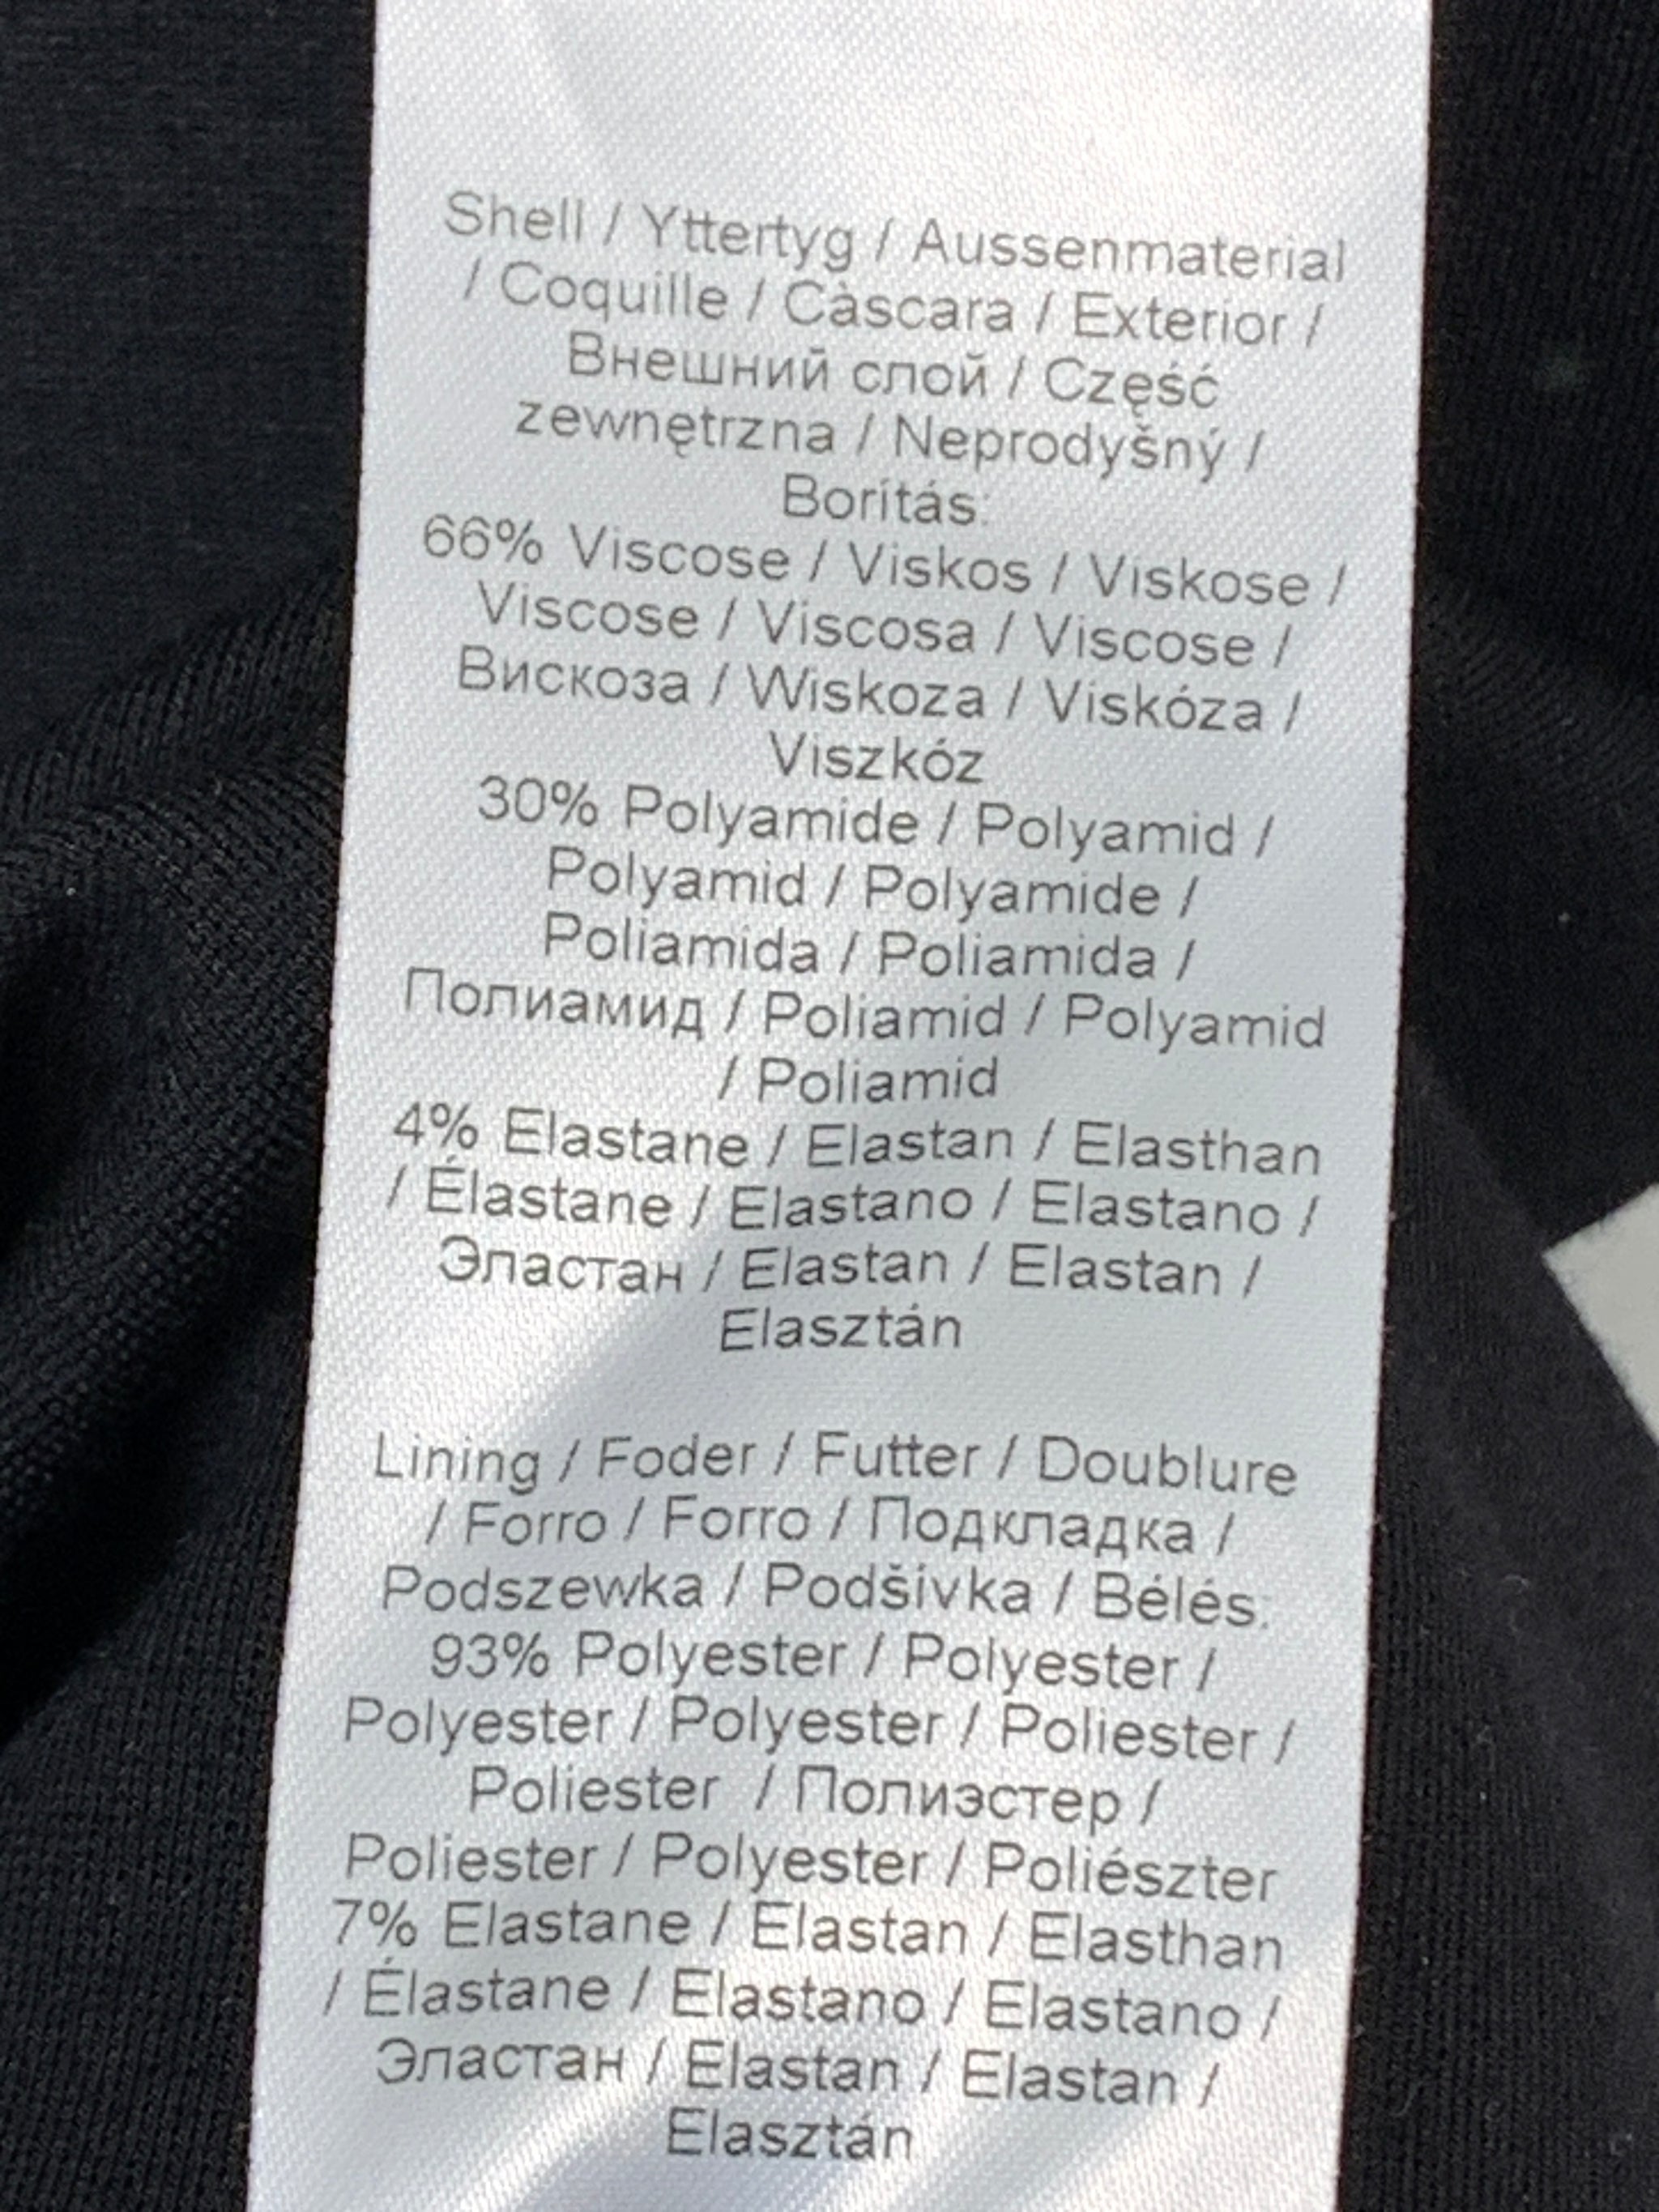 Shell / Yttertyg / Aussenmaterial
/ Coquille / Càscara / Exterior /
Внешний слой / Część
zewnętrzna / Neprodyšný /
Borítás:
66% Viscose / Viskos / Viskose /
Viscose / Viscosa / Viscose /
Вискоза / Wiskoza / Viskóza /
Viszkóz
30% Polyamide / Polyamid /
Polyamid / Polyamide /
Poliamida / Poliamida /
Полиамид / Poliamid / Polyamid
/ Poliamid
4% Elastane / Elastan / Elasthan
/ Élastane / Elastano / Elastano /
Эластан / Elastan / Elastan /
Elasztán
Lining / Foder / Futter / Doublure
/ Forro / Forro / Подкладка /
Podszewka / Podšívka / Bélés:
93% Polyester / Polyester /
Polyester / Polyester / Poliester /
Poliester / Полиэстер /
Poliester / Polyester / Poliészter
7% Elastane / Elastan / Elasthan
/ Élastane / Elastano / Elastano /
Эластан / Elastan / Elastan /
Elasztán